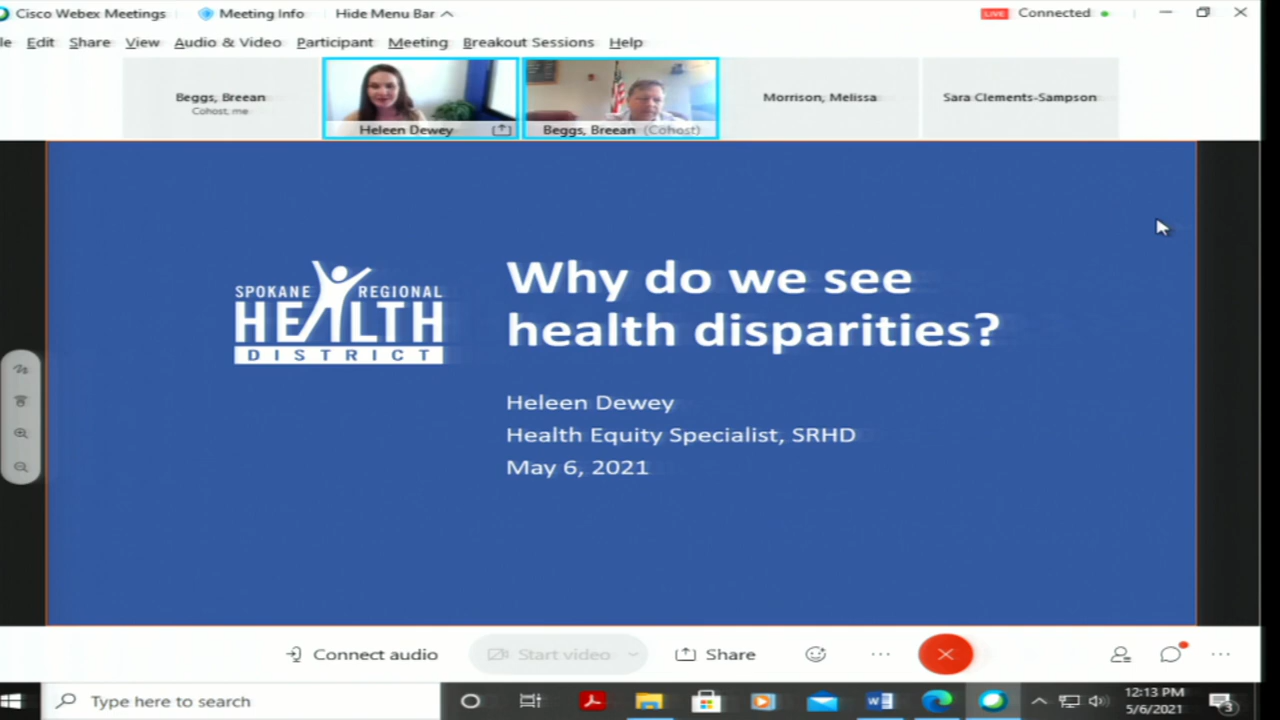 Cisco Webex Meetings
Meeting Info
Hide Menu Bar
LIVE
Connected
le Edit Share View Audio & Video Participant Meeting Breakout Sessions Help
Beggs, Breean
Cohost, me
Heleen Dewey
Beggs, Breean (Cohost)
Morrison, Melissa
Sara Clements-Sampson
SPOKANE REGIONAL
HEALTH
DISTRICT
Why do we see
health disparities?
Heleen Dewey
Health Equity Specialist, SRHD
May 6, 2021
Connect audio
Start video
Share
Type here to search
12:13 PM
5/6/2021
3